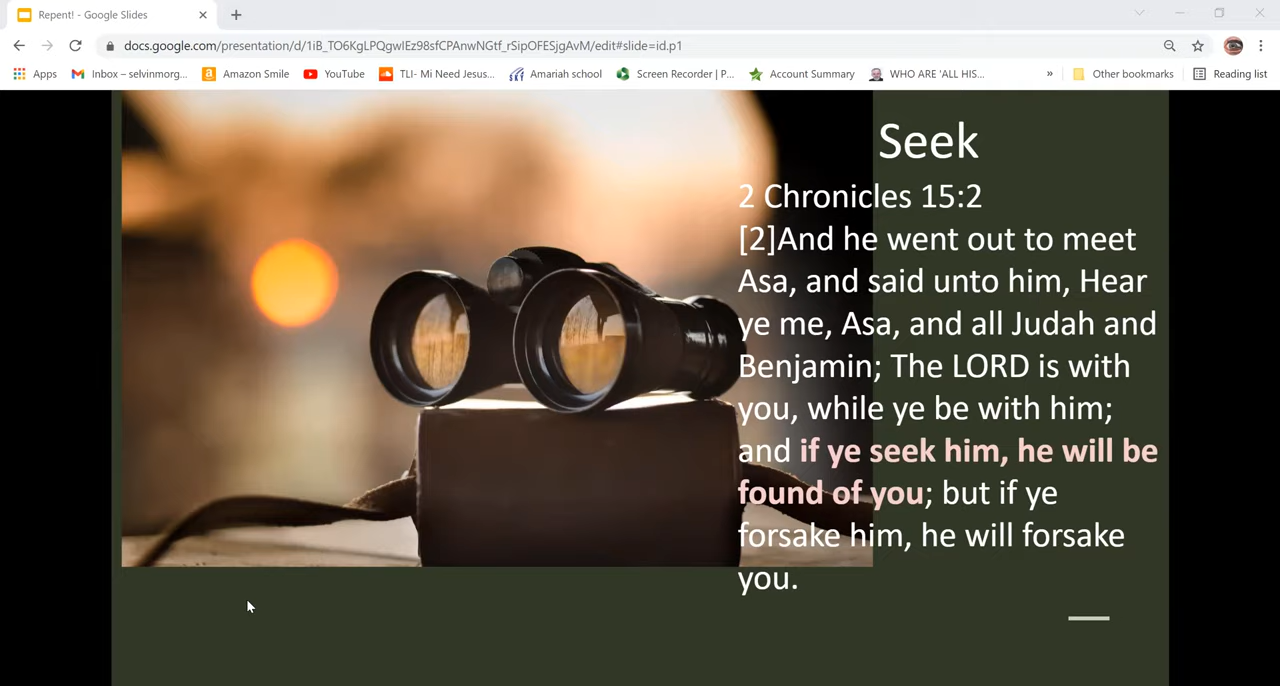 Repent! - Google Slides
docs.google.com/presentation/d/1iB_TO6KgLPQgwIEz98sfCPAnwNGtf_rSipOFESjgAvM/edit#slide=id.p1
Apps Inbox – selvinmorg... Amazon Smile YouTube TLI- Mi Need Jesus... Amariah school Screen Recorder | P... Account Summary WHO ARE 'ALL HIS... » Other bookmarks Reading list
Seek
2 Chronicles 15:2
[2]And he went out to meet
Asa, and said unto him, Hear
ye me, Asa, and all Judah and
Benjamin; The LORD is with
you, while ye be with him;
and if ye seek him, he will be
found of you; but if ye
forsake him, he will forsake
you.